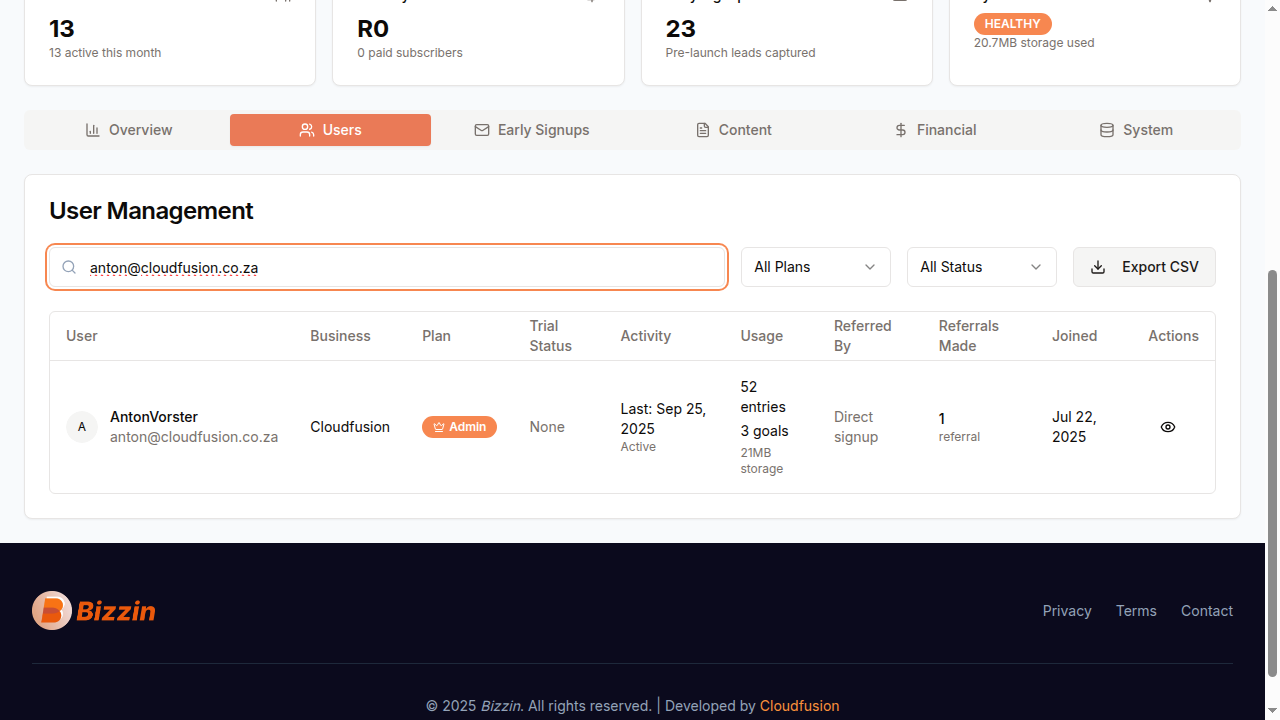 13
13 active this month
R0
0 paid subscribers
23
Pre-launch leads captured
HEALTHY
20.7MB storage used
Overview
Users
Early Signups
Content
Financial
System
User Management
anton@cloudfusion.co.za
All Plans
All Status
Export CSV
User
Business
Plan
Trial
Status
Activity
Usage
Referred
By
Referrals
Made
Joined
Actions
A
AntonVorster
anton@cloudfusion.co.za
Cloudfusion
Admin
None
Last: Sep 25,
2025
Active
52
entries
3 goals
21MB
storage
Direct
signup
1
referral
Jul 22,
2025
Bizzin
Privacy
Terms
Contact
© 2025 Bizzin. All rights reserved. | Developed by Cloudfusion